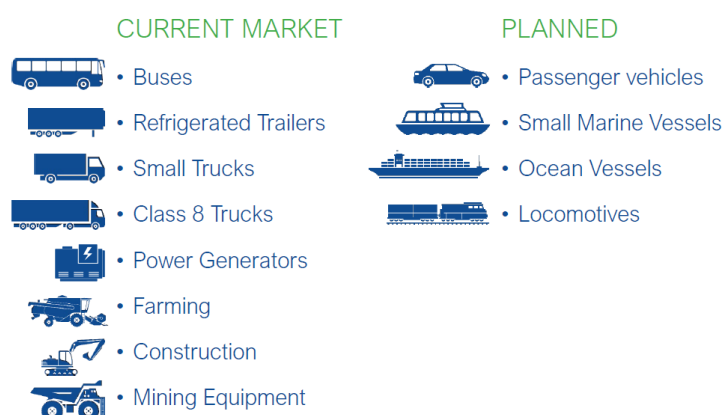 CURRENT MARKET
• Buses
• Refrigerated Trailers
• Small Trucks
• Class 8 Trucks
• Power Generators
• Farming
• Construction
• Mining Equipment
PLANNED
• Passenger vehicles
• Small Marine Vessels
• Ocean Vessels
• Locomotives